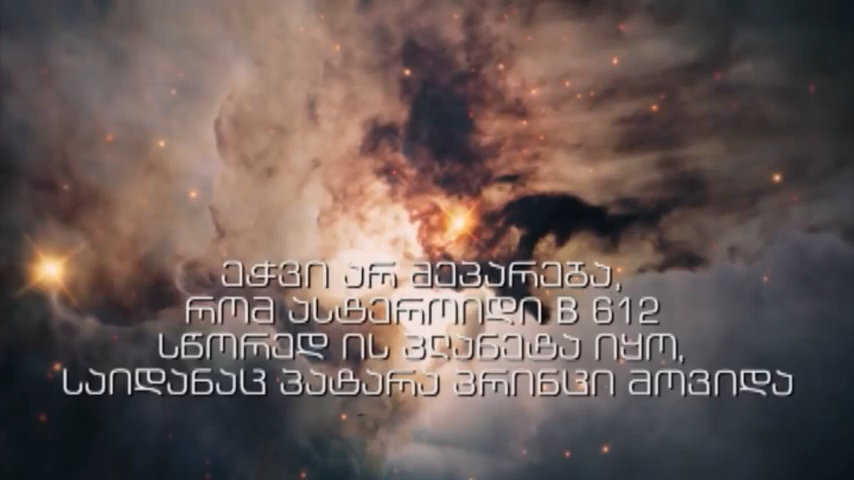 ეჭვი არ მეპარება,
რომ ასტეროიდი B 612
სწორედ ის პლანეტა იყო,
საიდანაც პატარა პრინცი მოვიდა